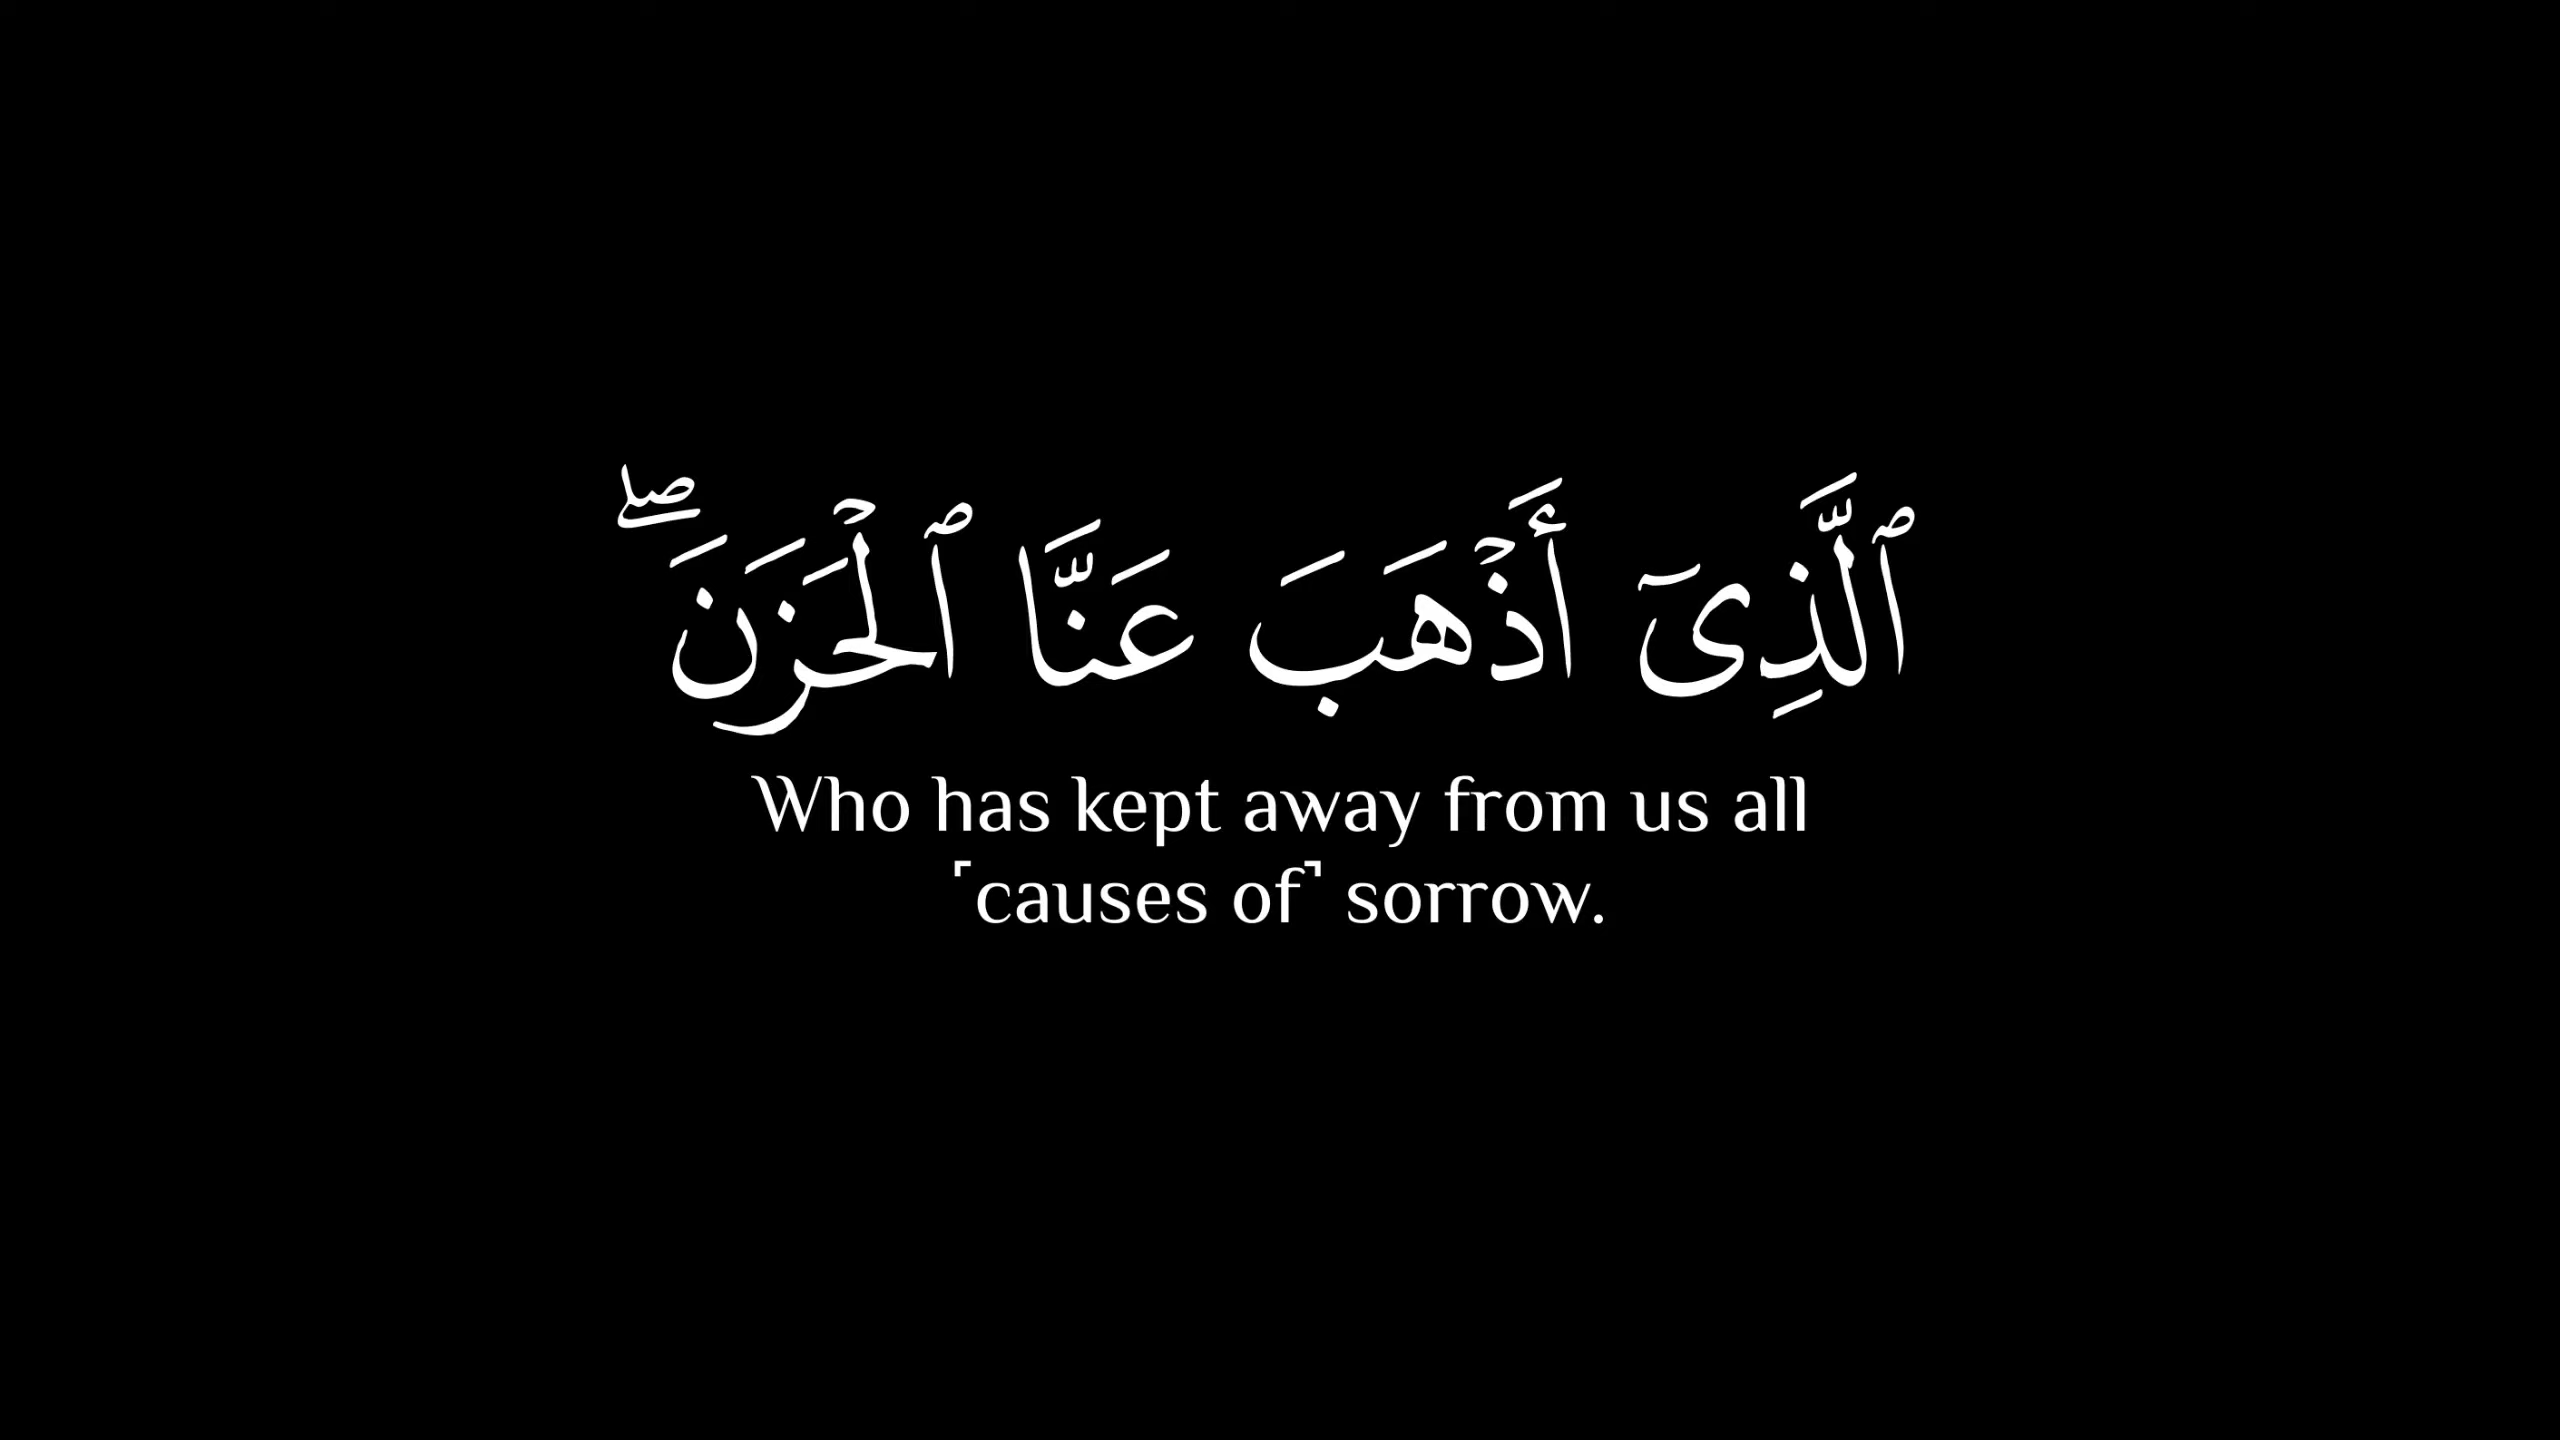 ٱلَّذِىٓ أَذۡهَبَ عَنَّا ٱلۡحَزَنَۖ
Who has kept away from us all
⸢causes of⸣ sorrow.